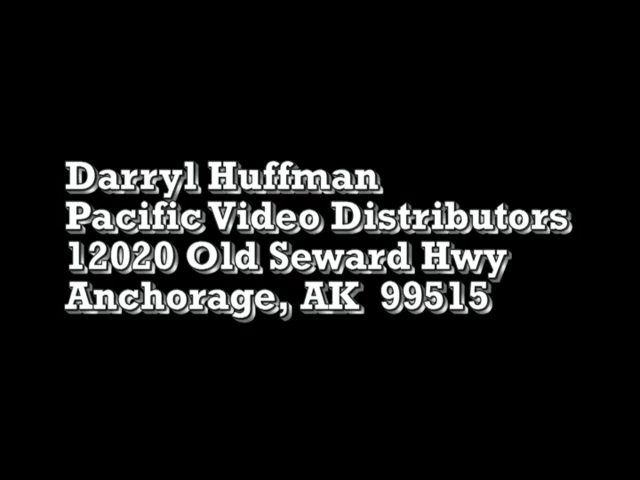 Darryl Huffman
Pacific Video Distributors
12020 Old Seward Hwy
Anchorage, AK  99515